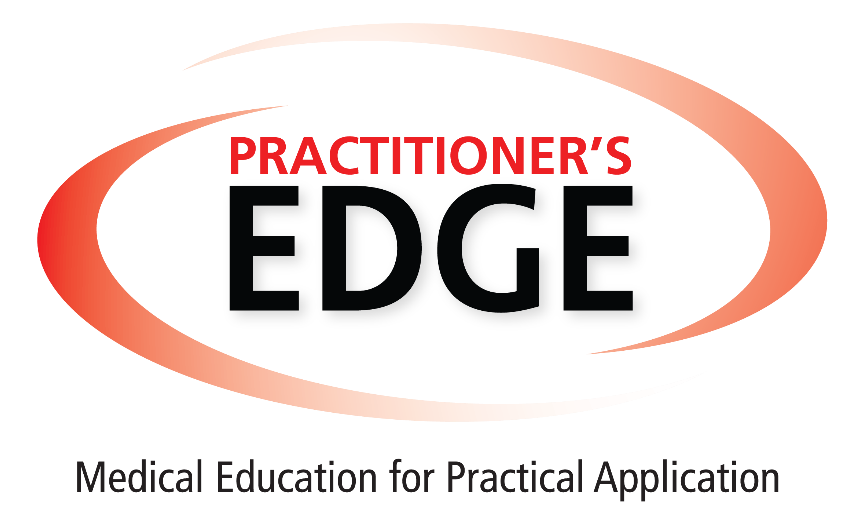 PRACTITIONER'S
EDGE
Medical Education for Practical Application